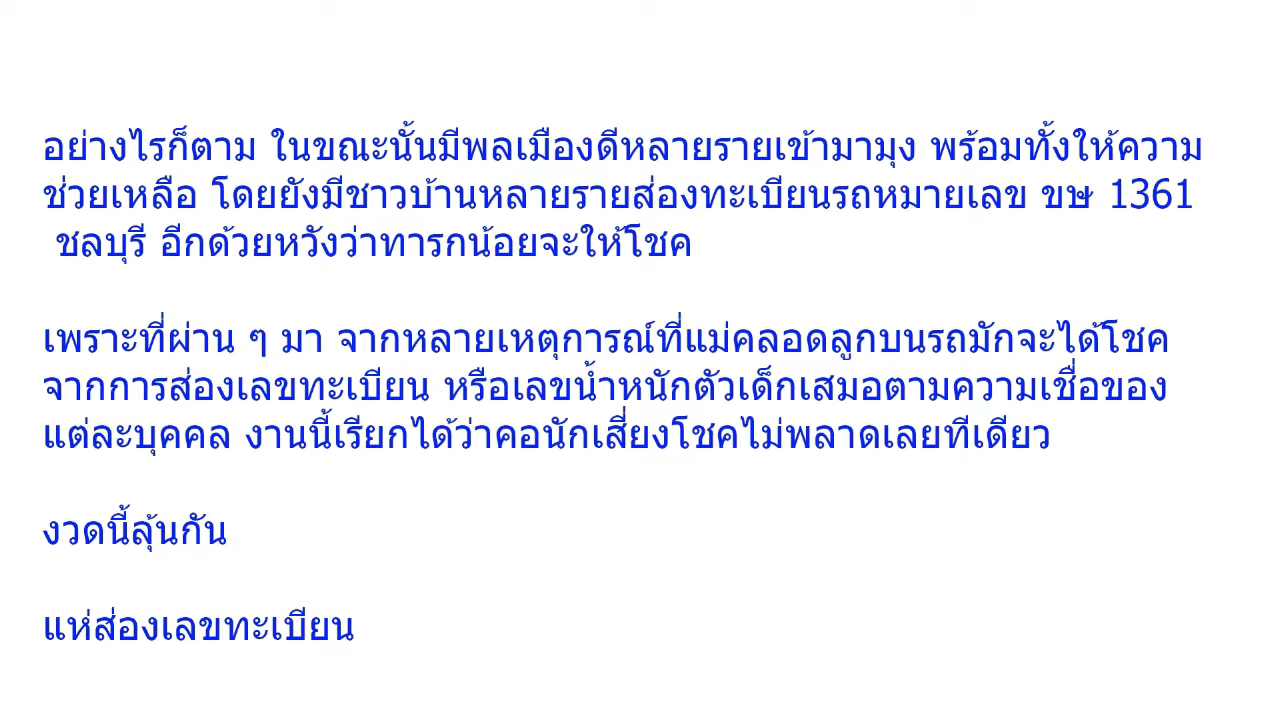 อย่างไรก็ตาม ในขณะนั้นมีพลเมืองดีหลายรายเข้ามามุง พร้อมทั้งให้ความ
ช่วยเหลือ โดยยังมีชาวบ้านหลายรายส่องทะเบียนรถหมายเลข ขษ 1361
ชลบุรี อีกด้วยหวังว่าทารกน้อยจะให้โชค
เพราะที่ผ่าน ๆ มา จากหลายเหตุการณ์ที่แม่คลอดลูกบนรถมักจะได้โชค
จากการส่องเลขทะเบียน หรือเลขน้ำหนักตัวเด็กเสมอตามความเชื่อของ
แต่ละบุคคล งานนี้เรียกได้ว่าคอนักเสี่ยงโชคไม่พลาดเลยทีเดียว
งวดนี้ลุ้นกัน
แห่ส่องเลขทะเบียน